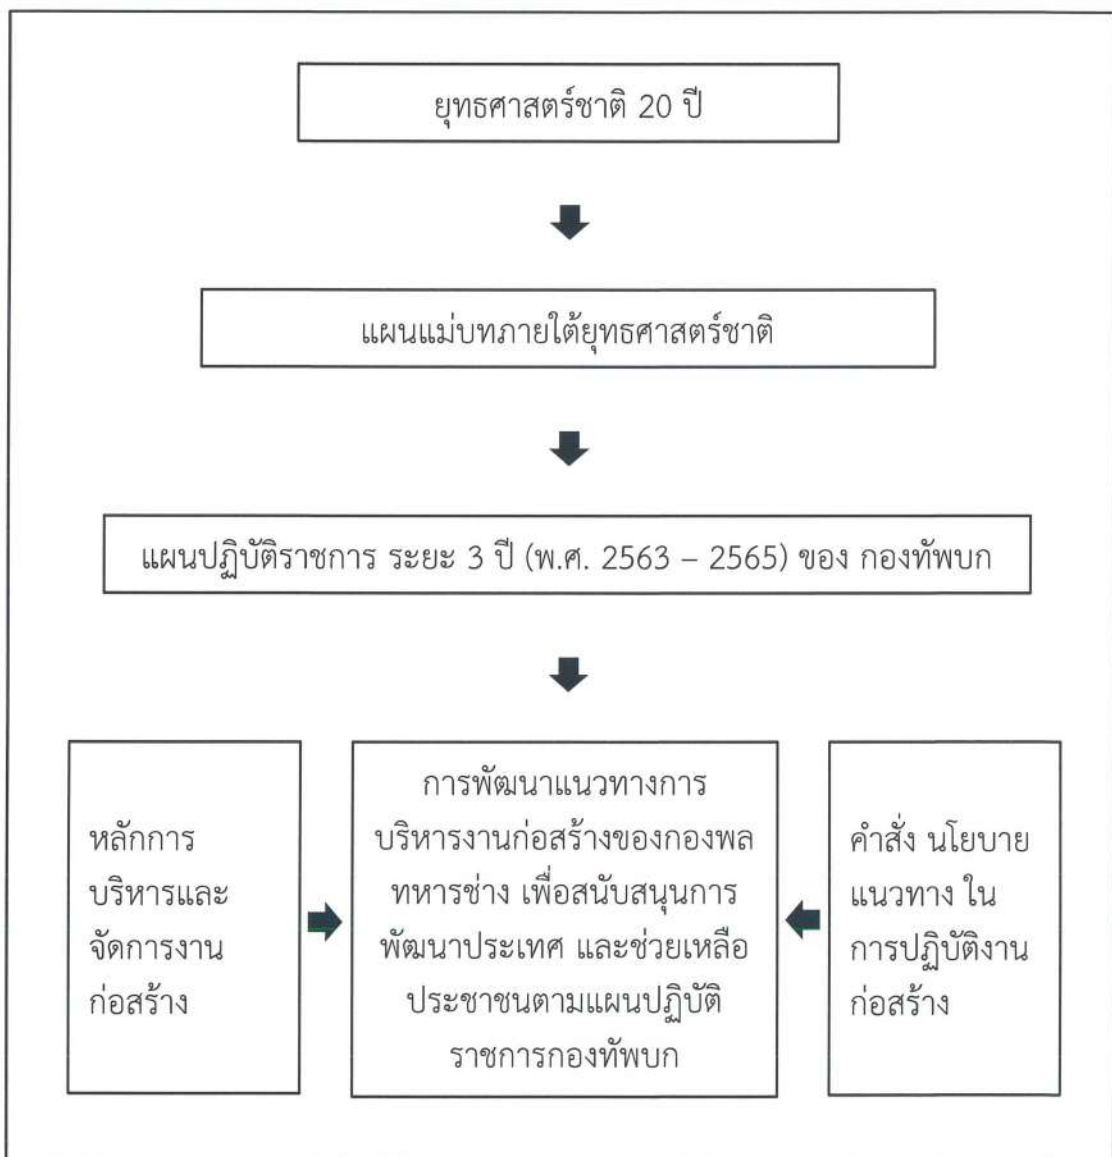 ยุทธศาสตร์ชาติ 20 ปี
แผนแม่บทภายใต้ยุทธศาสตร์ชาติ
แผนปฏิบัติราชการ ระยะ 3 ปี (พ.ศ. 2563 – 2565) ของ กองทัพบก
หลักการ
บริหารและ
จัดการงาน
ก่อสร้าง
การพัฒนาแนวทางการ
บริหารงานก่อสร้างของกองพล
ทหารช่าง เพื่อสนับสนุนการ
พัฒนาประเทศ และช่วยเหลือ
ประชาชนตามแผนปฏิบัติ
ราชการกองทัพบก
คำสั่ง นโยบาย
แนวทาง ใน
การปฏิบัติงาน
ก่อสร้าง